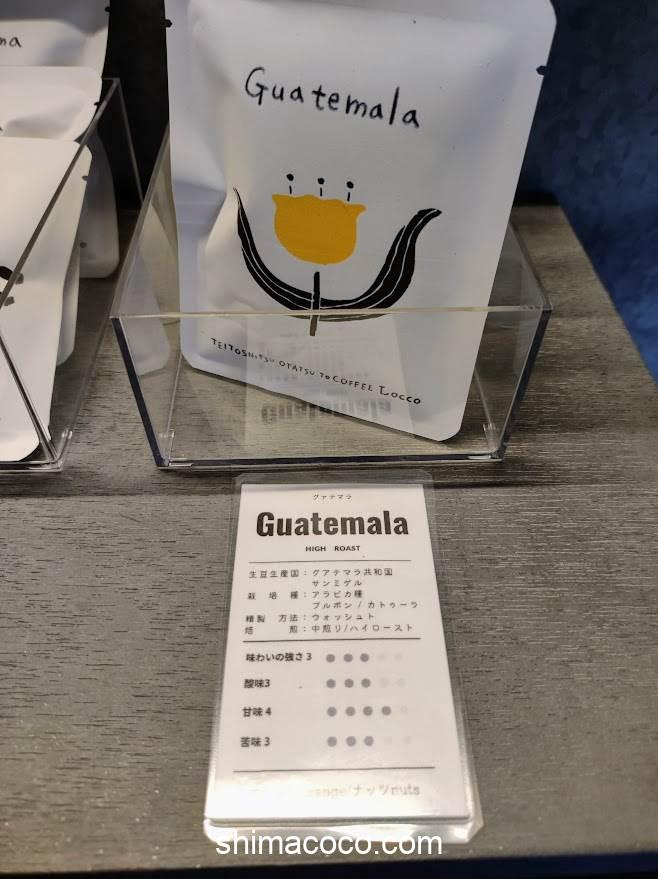 ma
Guatemala
TEITOSHITSU OTATSU TO COFFEE Locco
グァテマラ
Guatemala
HIGH ROAST
生豆生産国：グアテマラ共和国
サンミゲル
栽培種：アラビカ種
ブルボン / カトゥーラ
精製方法：ウォッシュト
焙煎：中煎り/ハイロースト
味わいの強さ 3
酸味3
甘味 4
苦味 3
/ナッツnuts
shimacoco.com